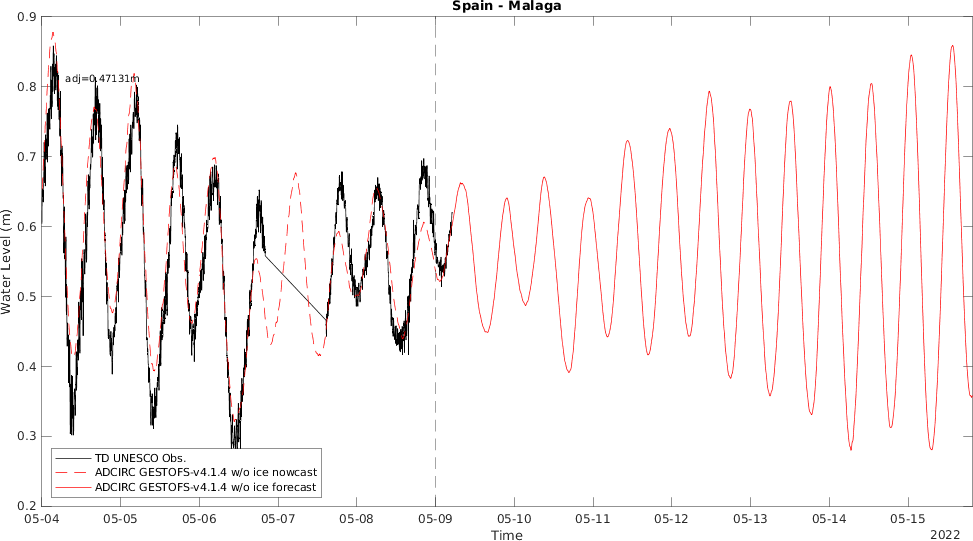 Spain - Malaga
0.9
0.8
0.7
0.6
0.5
0.4
0.3
0.2
Water Level (m)
adj=0.47131m
TD UNESCO Obs.
ADCIRC GESTOFS-v4.1.4 w/o ice nowcast
ADCIRC GESTOFS-v4.1.4 w/o ice forecast
05-04 05-05 05-06 05-07 05-08 05-09 05-10 05-11 05-12 05-13 05-14 05-15
Time
2022